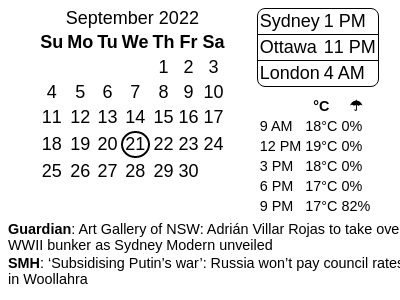 September 2022
Su Mo Tu We Th Fr Sa
1 2 3
4 5 6 7 8 9 10
11 12 13 14 15 16 17
18 19 20 21 22 23 24
25 26 27 28 29 30
Sydney 1 PM
Ottawa 11 PM
London 4 AM
°C ☂
9 AM 18°C 0%
12 PM 19°C 0%
3 PM 18°C 0%
6 PM 17°C 0%
9 PM 17°C 82%
Guardian: Art Gallery of NSW: Adrián Villar Rojas to take ove
WWII bunker as Sydney Modern unveiled
SMH: ‘Subsidising Putin’s war’: Russia won’t pay council rates
in Woollahra